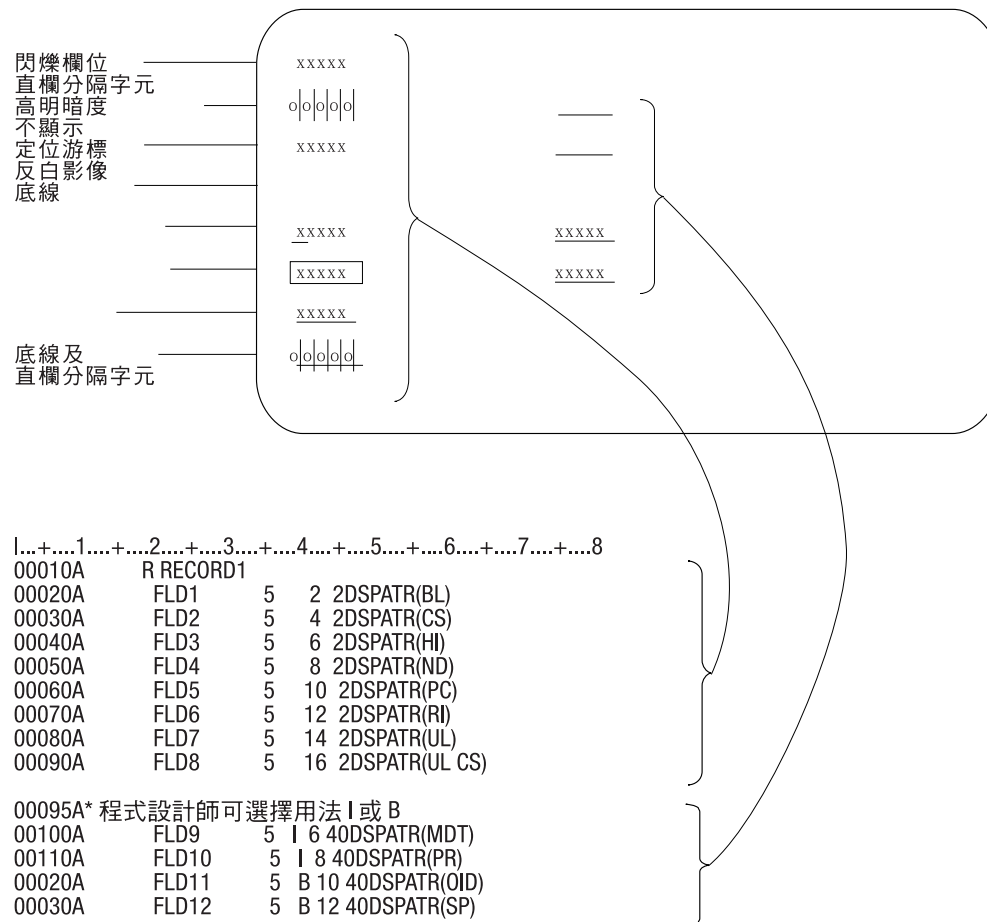 閃爍欄位
xxxxx
直欄分隔字元
高明暗度
ooooo
不顯示
定位游標
xxxxx
反白影像
底線
xxxxx
xxxxx
xxxxx
xxxxx
xxxxx
底線及
ooooo
直欄分隔字元
I...+....1....+....2....+....3....+....4....+....5....+....6....+....7....+....8
00010A R RECORD1
00020A FLD1 5 2 2DSPATR(BL)
00030A FLD2 5 4 2DSPATR(CS)
00040A FLD3 5 6 2DSPATR(HI)
00050A FLD4 5 8 2DSPATR(ND)
00060A FLD5 5 10 2DSPATR(PC)
00070A FLD6 5 12 2DSPATR(RI)
00080A FLD7 5 14 2DSPATR(UL)
00090A FLD8 5 16 2DSPATR(UL CS)
00095A* 程式設計師可選擇用法 I 或 B
00100A FLD9 5 I 6 40DSPATR(MDT)
00110A FLD10 5 I 8 40DSPATR(PR)
00020A FLD11 5 B 10 40DSPATR(OID)
00030A FLD12 5 B 12 40DSPATR(SP)